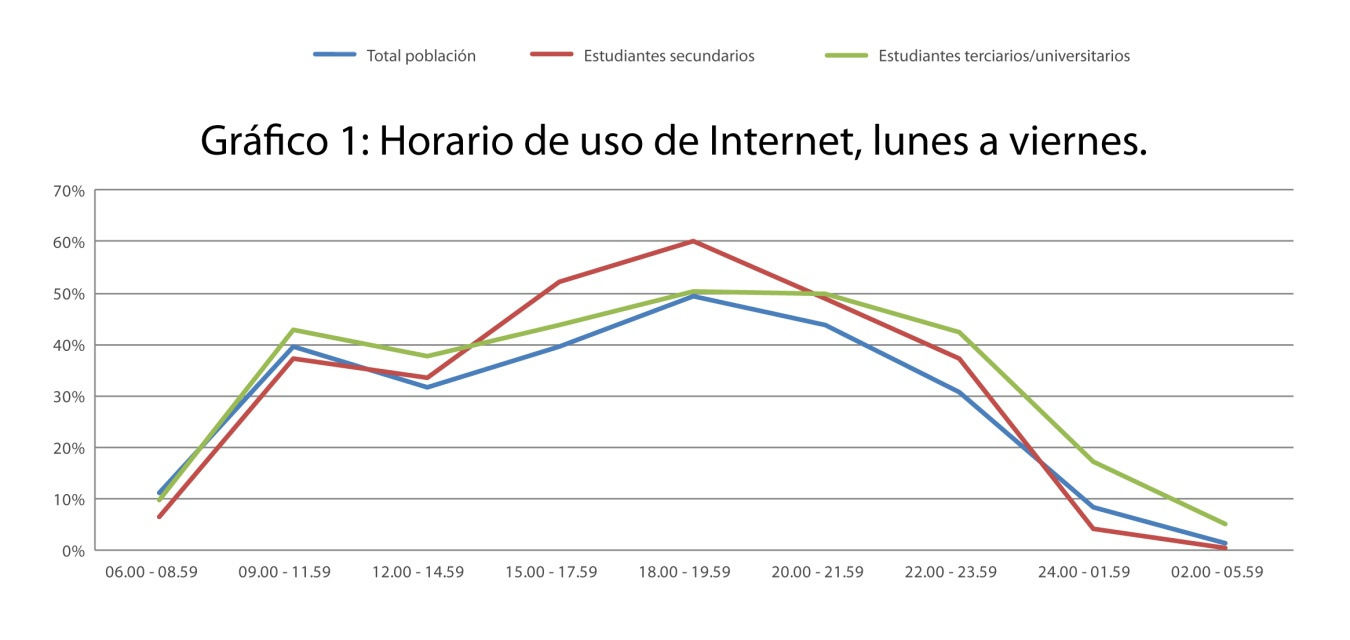 Total población Estudiantes secundarios Estudiantes terciarios/universitarios
Gráfico 1: Horario de uso de Internet, lunes a viernes.
70%
60%
50%
40%
30%
20%
10%
0%
06.00 - 08.59 09.00 - 11.59 12.00 - 14.59 15.00 - 17.59 18.00 - 19.59 20.00 - 21.59 22.00 - 23.59 24.00 - 01.59 02.00 - 05.59